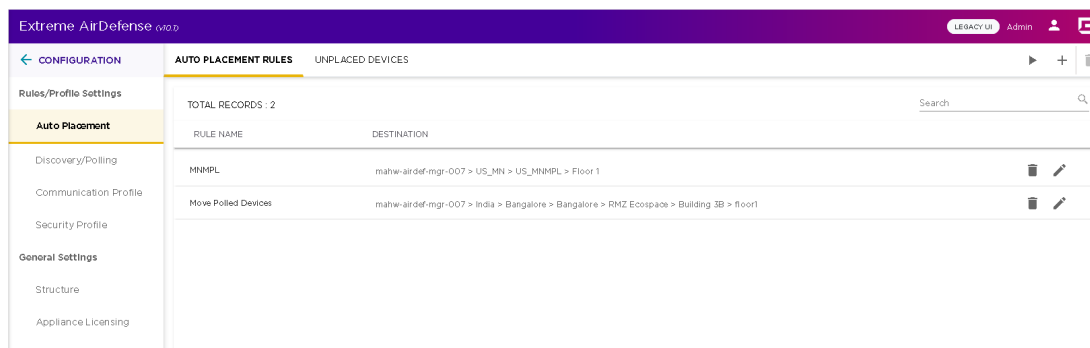 Extreme AirDefense (v10.1)
LEGACY UI Admin
CONFIGURATION
AUTO PLACEMENT RULES UNPLACED DEVICES
Rules/Profile Settings
Auto Placement
Discovery/Polling
Communication Profile
Security Profile
General Settings
Structure
Appliance Licensing
TOTAL RECORDS : 2
Search
RULE NAME DESTINATION
MNMPL mahw-airdef-mgr-007 > US_MN > US_MNMPL > Floor 1
Move Polled Devices mahw-airdef-mgr-007 > India > Bangalore > Bangalore > RMZ Ecospace > Building 3B > floor1